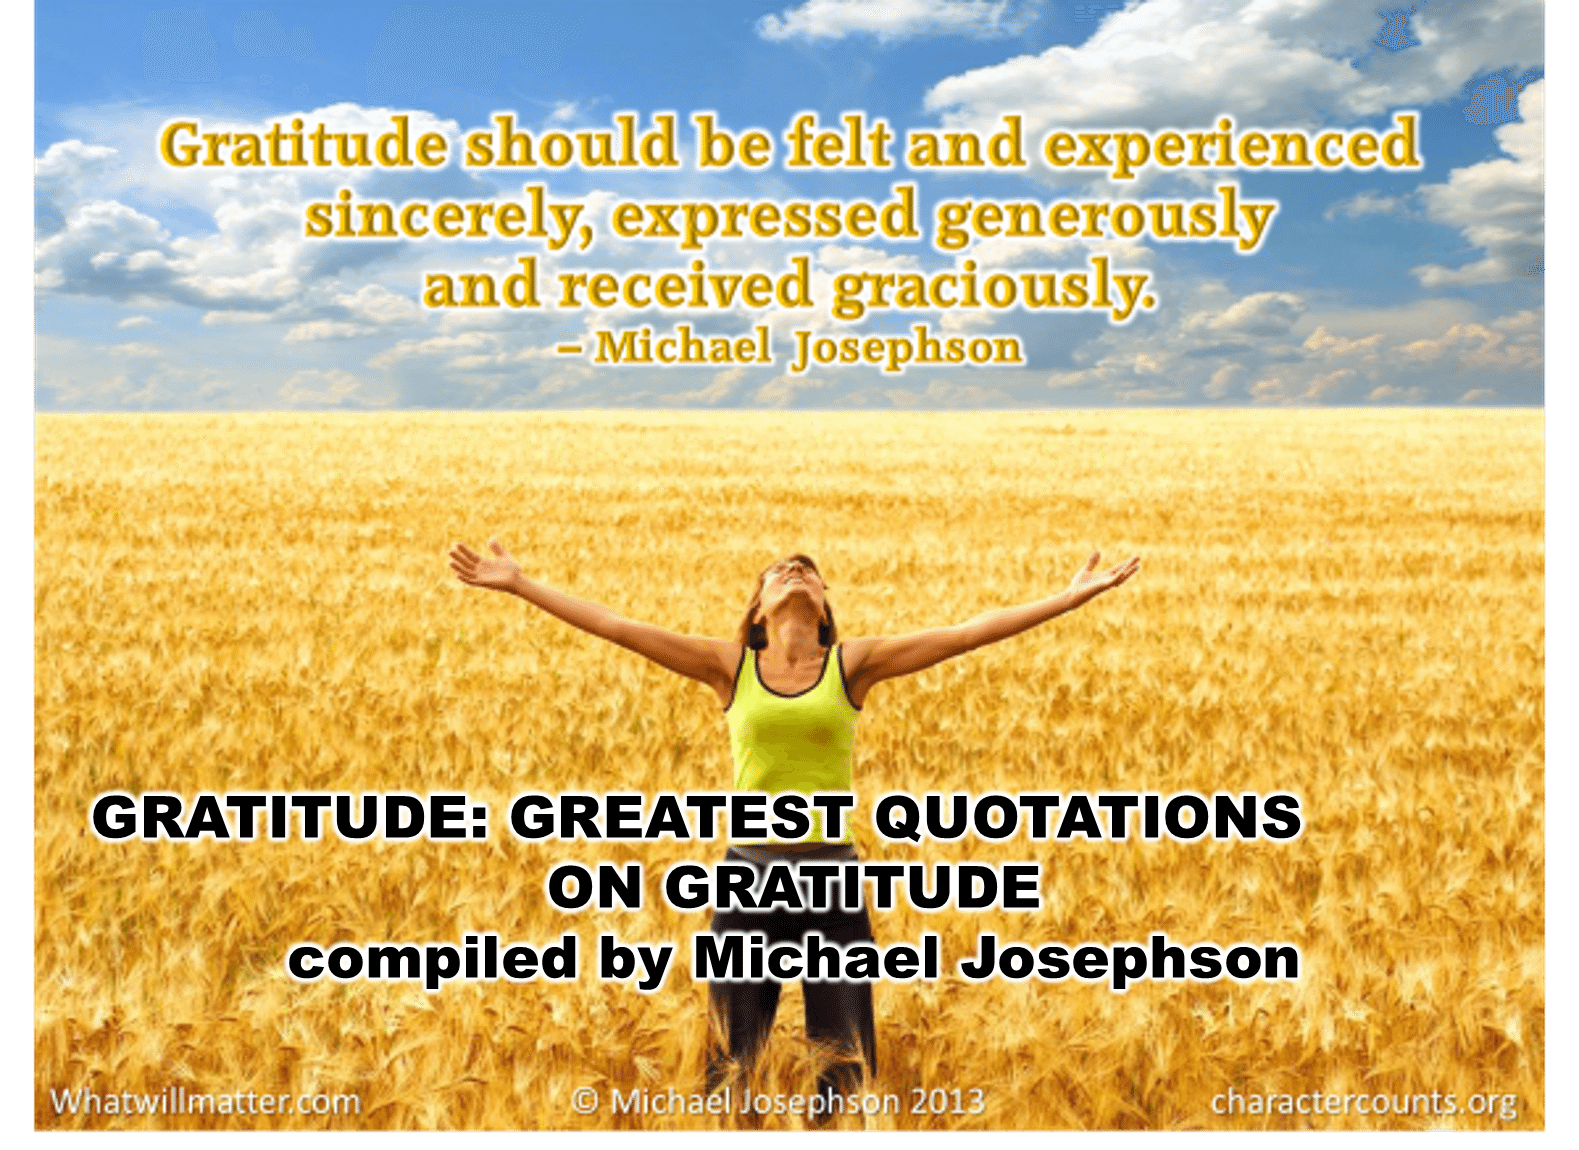 Gratitude should be felt and experienced
sincerely, expressed generously
and received graciously.
– Michael Josephson
GRATITUDE: GREATEST QUOTATIONS
ON GRATITUDE
compiled by Michael Josephson
Whatwillmatter.com
© Michael Josephson 2013
charactercounts.org